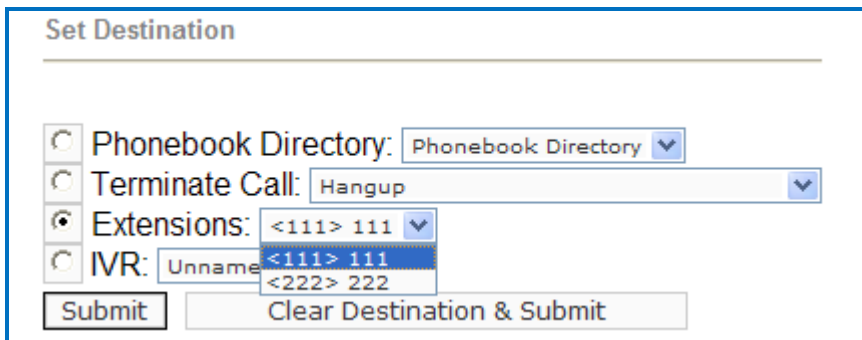 Set Destination
Phonebook Directory: Phonebook Directory
Terminate Call: Hangup
Extensions: <111> 111
<111> 111
<222> 222
IVR: Unname
Submit Clear Destination & Submit